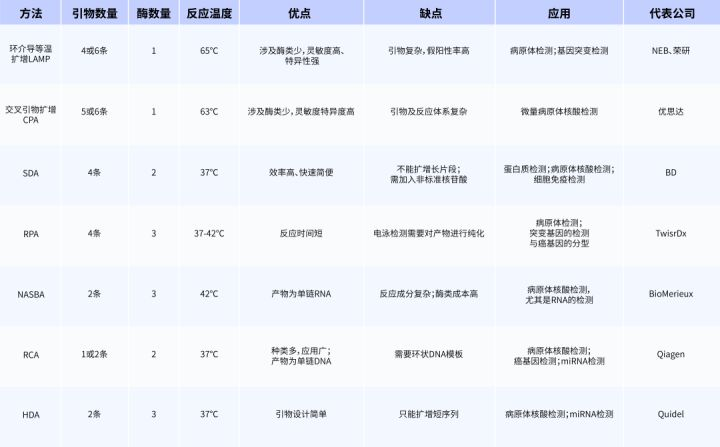 方法 引物数量 酶数量 反应温度 优点 缺点 应用 代表公司
环介导等温
扩增LAMP
4或6条
1
65℃
涉及酶类少，灵敏度高、
特异性强
引物复杂，假阳性率高
病原体检测；基因突变检测
NEB、荣研
交叉引物扩增
CPA
5或6条
1
63℃
涉及酶类少，灵敏度特异度高
引物及反应体系复杂
微量病原体核酸检测
优思达
SDA
4条
2
37℃
效率高、快速简便
不能扩增长片段；
需加入非标准核苷酸
蛋白质检测；病原体核酸检测；
细胞免疫检测
BD
RPA
4条
3
37-42℃
反应时间短
电泳检测需要对产物进行纯化
病原体检测；
突变基因的检测
与癌基因的分型
TwisrDx
NASBA
2条
3
42℃
产物为单链RNA
反应成分复杂；酶类成本高
病原体核酸检测，
尤其是RNA的检测
BioMerieux
RCA
1或2条
2
37℃
种类多，应用广；
产物为单链DNA
需要环状DNA模板
病原体核酸检测；
癌基因检测；miRNA检测
Qiagen
HDA
2条
3
37℃
引物设计简单
只能扩增短序列
病原体核酸检测；miRNA检测
Quidel